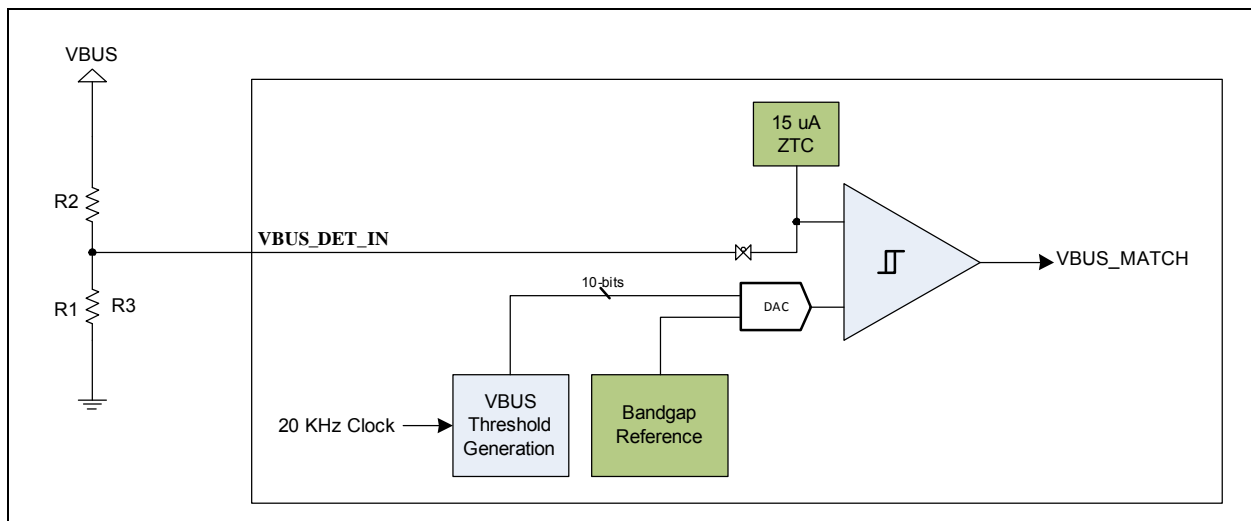 VBUS
15 uA
ZTC
R2
VBUS_DET_IN
VBUS_MATCH
10-bits
DAC
R1
R3
VBUS
Threshold
Generation
Bandgap
Reference
20 KHz Clock